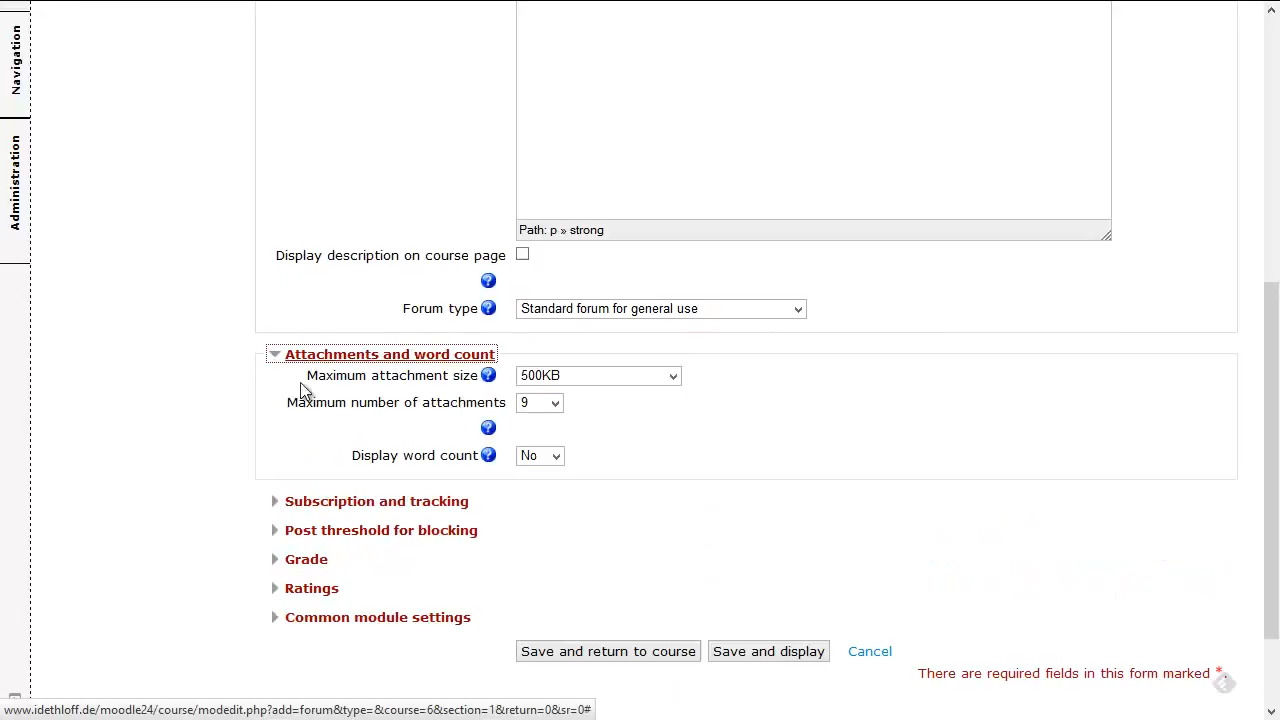 Navigation
Administration
Path: p » strong
Display description on course page
Forum type
Standard forum for general use
Attachments and word count
Maximum attachment size
500KB
Maximum number of attachments
9
Display word count
No
Subscription and tracking
Post threshold for blocking
Grade
Ratings
Common module settings
Save and return to course
Save and display
Cancel
There are required fields in this form marked *.
www.idethloff.de/moodle24/course/modedit.php?add=forum&type=&course=6&section=1&return=0&sr=0#